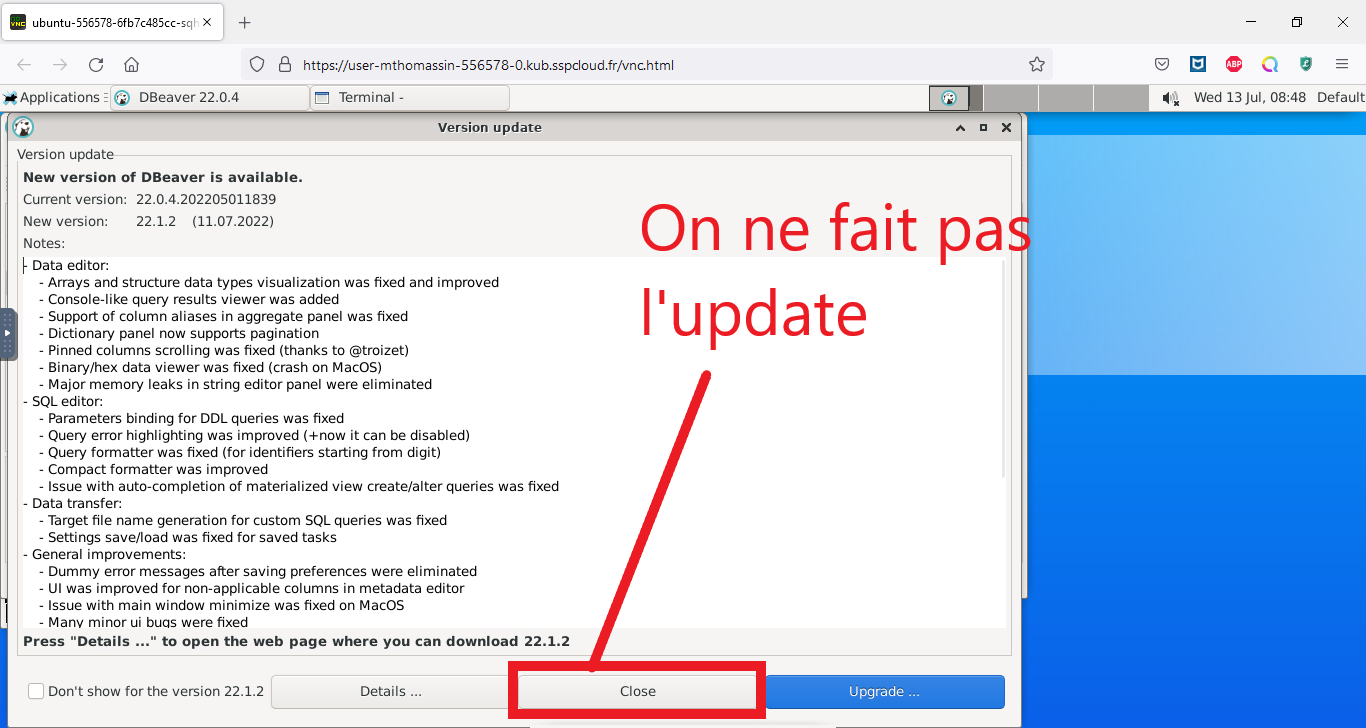 ubuntu-556578-6fb7c485cc-sqh
https://user-mthomassin-556578-0.kub.sspcloud.fr/vnc.html
Applications
DBeaver 22.0.4
Terminal -
Wed 13 Jul, 08:48
Default
Version update
Version update
New version of DBeaver is available.
Current version: 22.0.4.202205011839
New version: 22.1.2 (11.07.2022)
Notes:
- Data editor:
- Arrays and structure data types visualization was fixed and improved
- Console-like query results viewer was added
- Support of column aliases in aggregate panel was fixed
- Dictionary panel now supports pagination
- Pinned columns scrolling was fixed (thanks to @troizet)
- Binary/hex data viewer was fixed (crash on MacOS)
- Major memory leaks in string editor panel were eliminated
- SQL editor:
- Parameters binding for DDL queries was fixed
- Query error highlighting was improved (+now it can be disabled)
- Query formatter was fixed (for identifiers starting from digit)
- Compact formatter was improved
- Issue with auto-completion of materialized view create/alter queries was fixed
- Data transfer:
- Target file name generation for custom SQL queries was fixed
- Settings save/load was fixed for saved tasks
- General improvements:
- Dummy error messages after saving preferences were eliminated
- UI was improved for non-applicable columns in metadata editor
- Issue with main window minimize was fixed on MacOS
- Many minor ui bugs were fixed
On ne fait pas
l'update
Press "Details ..." to open the web page where you can download 22.1.2
Don't show for the version 22.1.2
Details ...
Close
Upgrade ...
VNC
ABP